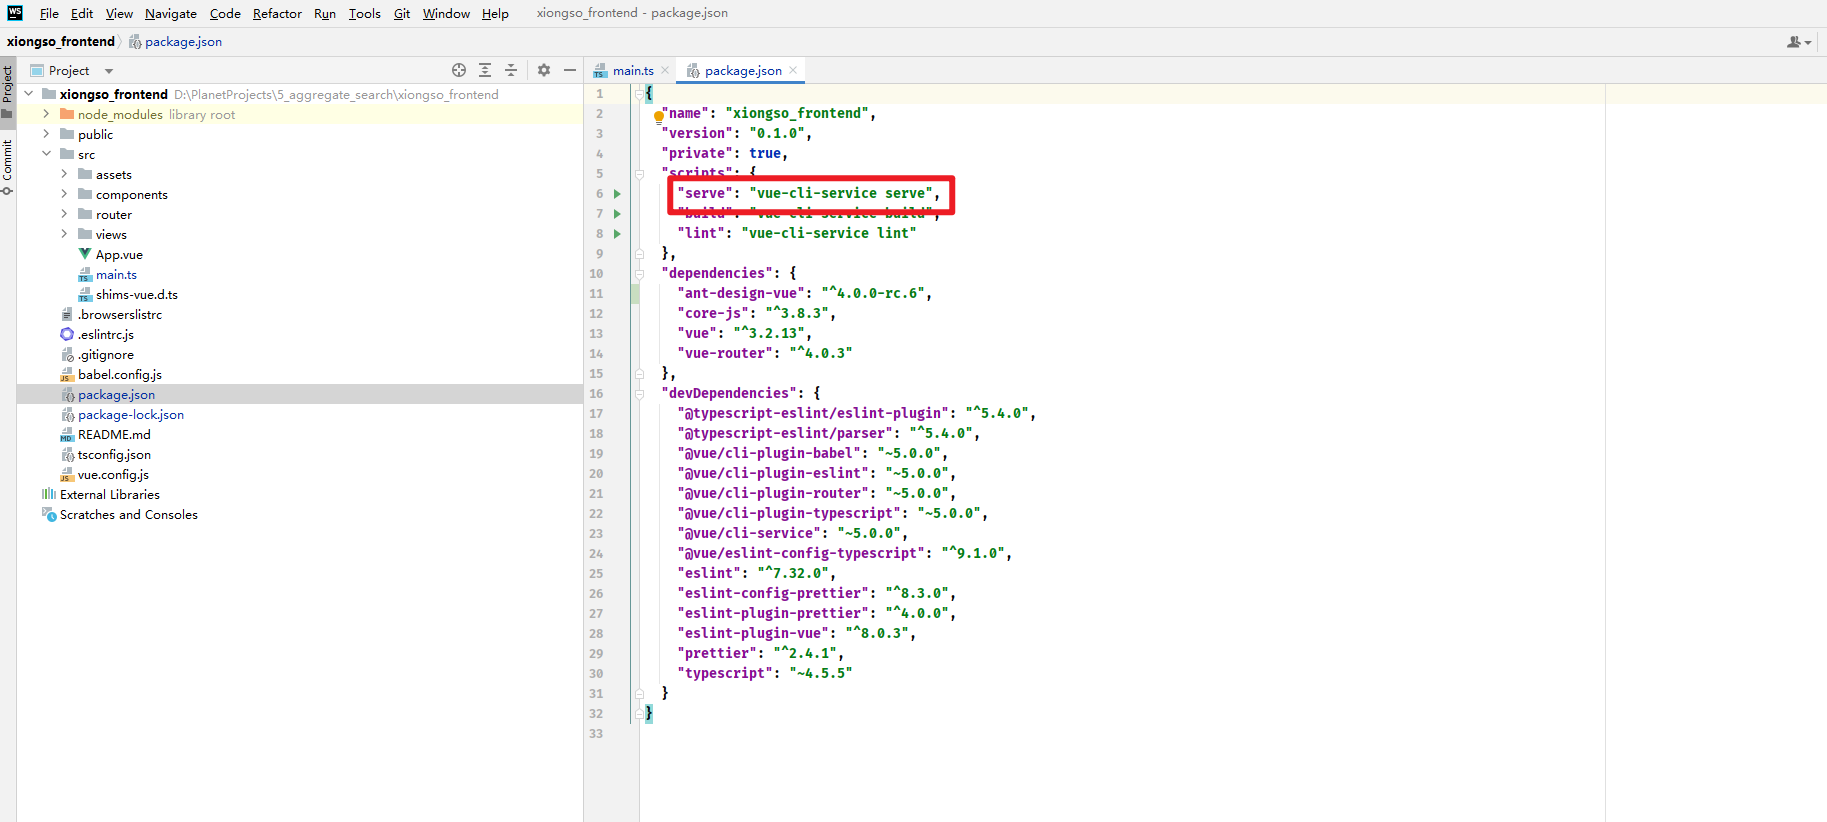 WS File Edit View Navigate Code Refactor Run Tools Git Window Help xiongso_frontend - package.json
xiongso_frontend package.json
Project
Commit
Project
xiongso_frontend D:\PlanetProjects\5_aggregate_search\xiongso_frontend
node_modules library root
public
src
assets
components
router
views
App.vue
main.ts
shims-vue.d.ts
.browserslistrc
.eslintrc.js
.gitignore
babel.config.js
package.json
package-lock.json
README.md
tsconfig.json
vue.config.js
External Libraries
Scratches and Consoles
main.ts package.json
1 {
2 "name": "xiongso_frontend",
3 "version": "0.1.0",
4 "private": true,
5 "scripts": {
6 "serve": "vue-cli-service serve",
7 "build": "vue-cli-service build",
8 "lint": "vue-cli-service lint"
9 },
10 "dependencies": {
11 "ant-design-vue": "^4.0.0-rc.6",
12 "core-js": "^3.8.3",
13 "vue": "^3.2.13",
14 "vue-router": "^4.0.3"
15 },
16 "devDependencies": {
17 "@typescript-eslint/eslint-plugin": "^5.4.0",
18 "@typescript-eslint/parser": "^5.4.0",
19 "@vue/cli-plugin-babel": "~5.0.0",
20 "@vue/cli-plugin-eslint": "~5.0.0",
21 "@vue/cli-plugin-router": "~5.0.0",
22 "@vue/cli-plugin-typescript": "~5.0.0",
23 "@vue/cli-service": "~5.0.0",
24 "@vue/eslint-config-typescript": "^9.1.0",
25 "eslint": "^7.32.0",
26 "eslint-config-prettier": "^8.3.0",
27 "eslint-plugin-prettier": "^4.0.0",
28 "eslint-plugin-vue": "^8.0.3",
29 "prettier": "^2.4.1",
30 "typescript": "~4.5.5"
31 }
32 }
33